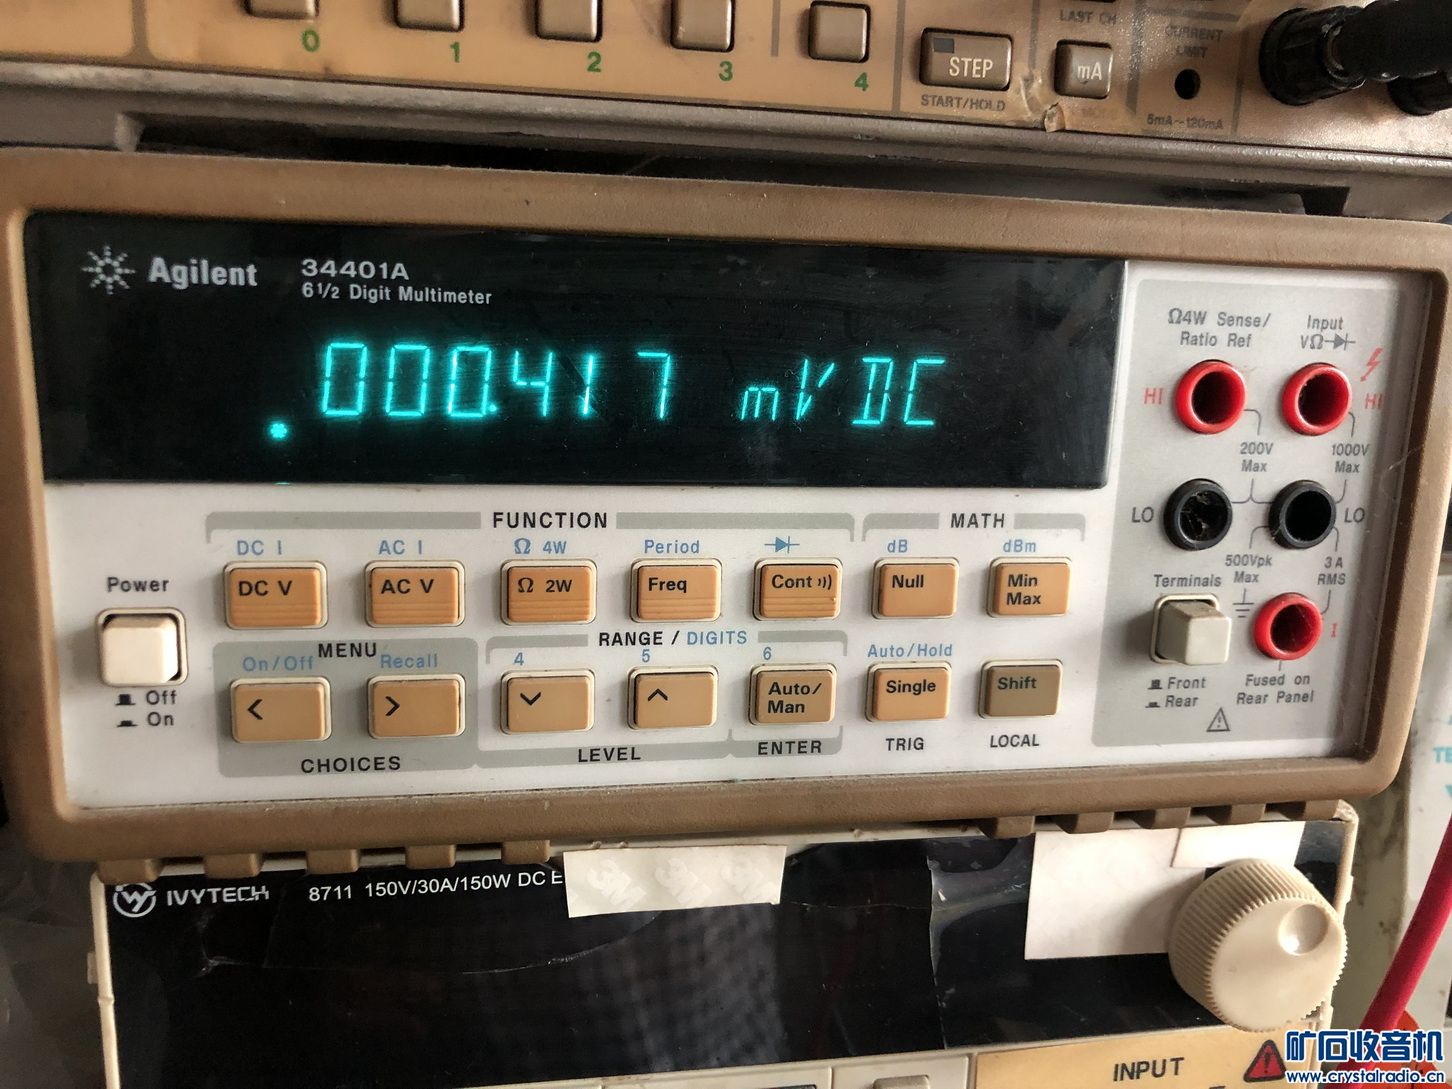 0 1 2 3 4
STEP
START/HOLD
LAST CH
mA
CURRENT
LIMIT
5mA~120mA
Agilent
34401A
6½ Digit Multimeter
000.417 mVDC
Ω4W Sense/
Ratio Ref
Input
VΩ
HI HI
200V
Max
1000V
Max
LO LO
500Vpk
Max
3A
RMS
Terminals
I
Front
Rear
Fused on
Rear Panel
FUNCTION MATH
DC I AC I Ω 4W Period dB dBm
Power
DC V AC V Ω 2W Freq Cont Null Min
Max
MENU RANGE / DIGITS
On/Off Recall 4 5 6 Auto/Hold
Off
On
< > Auto/
Man Single Shift
CHOICES LEVEL ENTER TRIG LOCAL
IVYTECH 8711 150V/30A/150W DC E
3M 3M 3M
INPUT
矿石收音机
www.crystalradio.cn